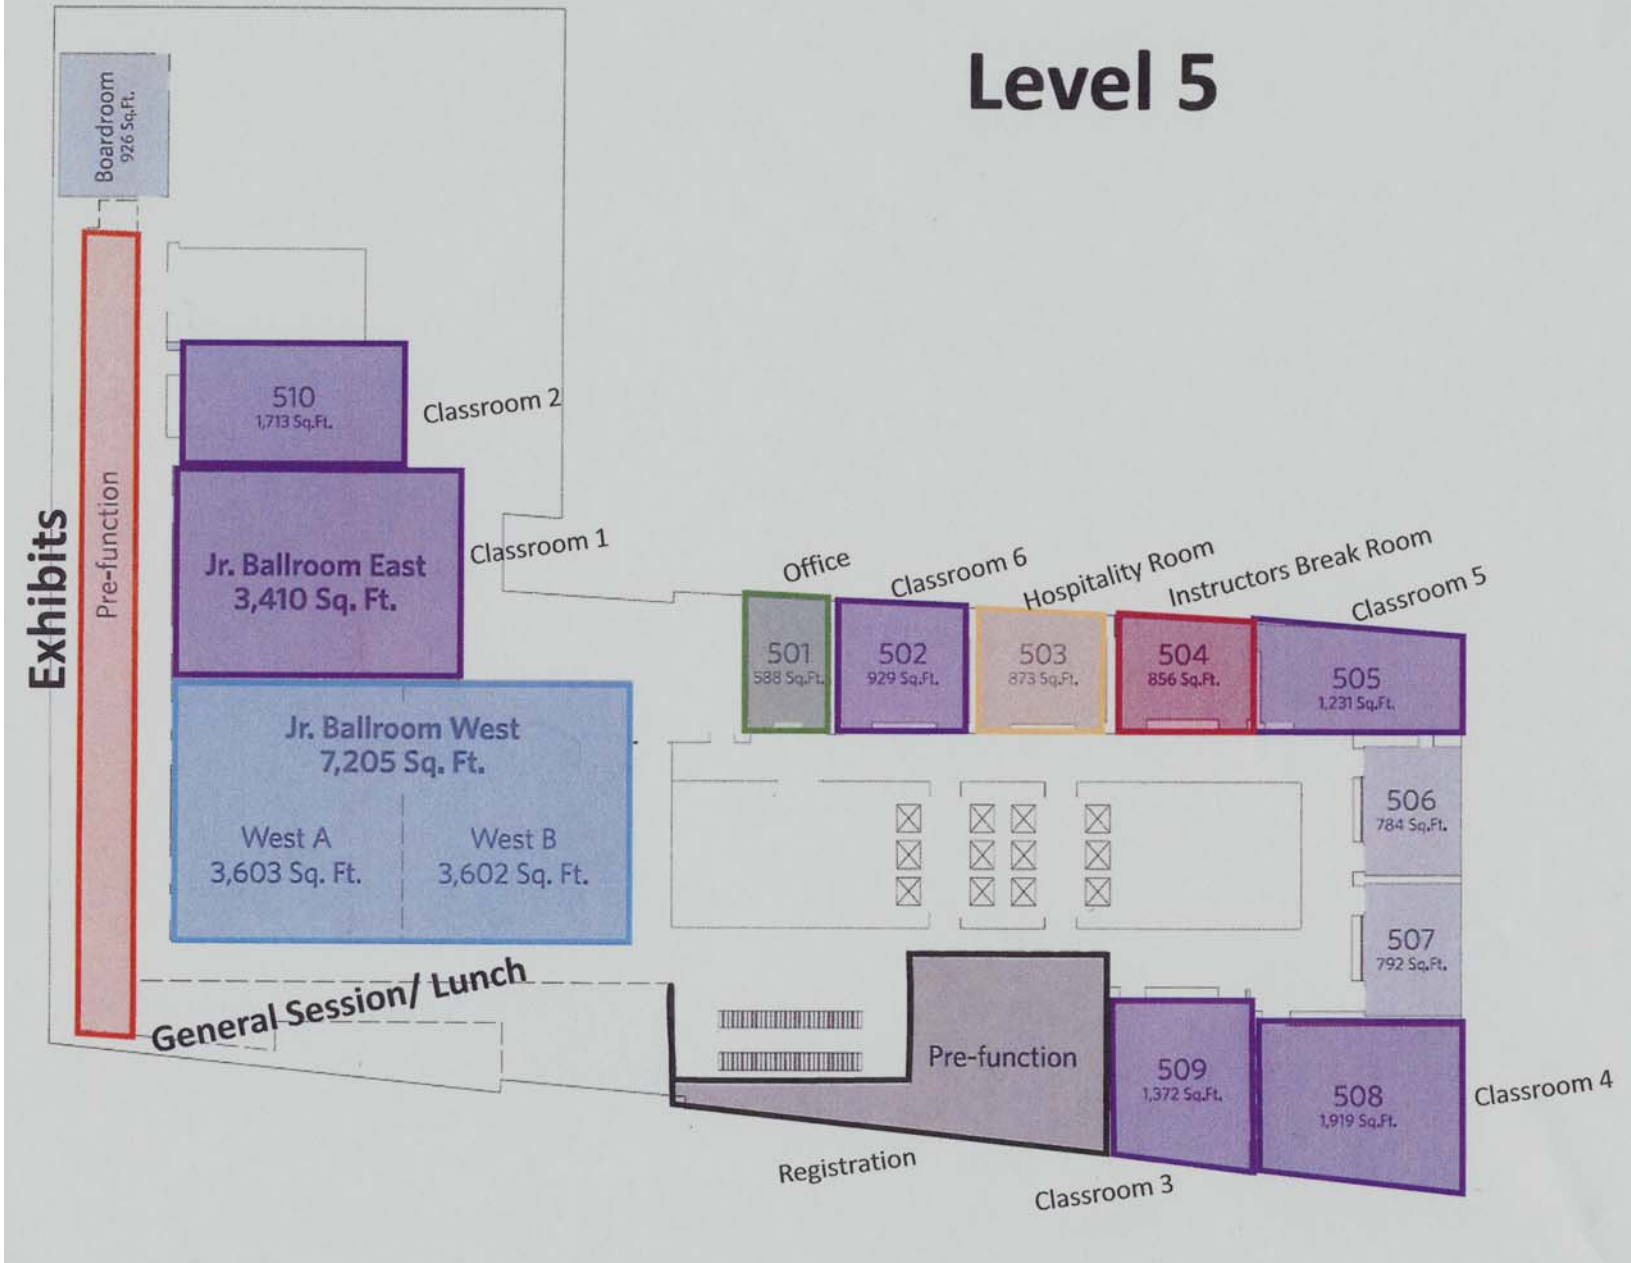 Level 5
Boardroom
926 Sq.Ft.
Exhibits
Pre-function
510
1,713 Sq.Ft.
Classroom 2
Jr. Ballroom East
3,410 Sq. Ft.
Classroom 1
Jr. Ballroom West
7,205 Sq. Ft.
West A
3,603 Sq. Ft.
West B
3,602 Sq. Ft.
General Session/ Lunch
Office
501
588 Sq.Ft.
Classroom 6
502
929 Sq.Ft.
Hospitality Room
503
873 Sq.Ft.
Instructors Break Room
504
856 Sq.Ft.
Classroom 5
505
1,231 Sq.Ft.
506
784 Sq.Ft.
507
792 Sq.Ft.
Pre-function
Registration
509
1,372 Sq.Ft.
Classroom 3
508
1,919 Sq.Ft.
Classroom 4